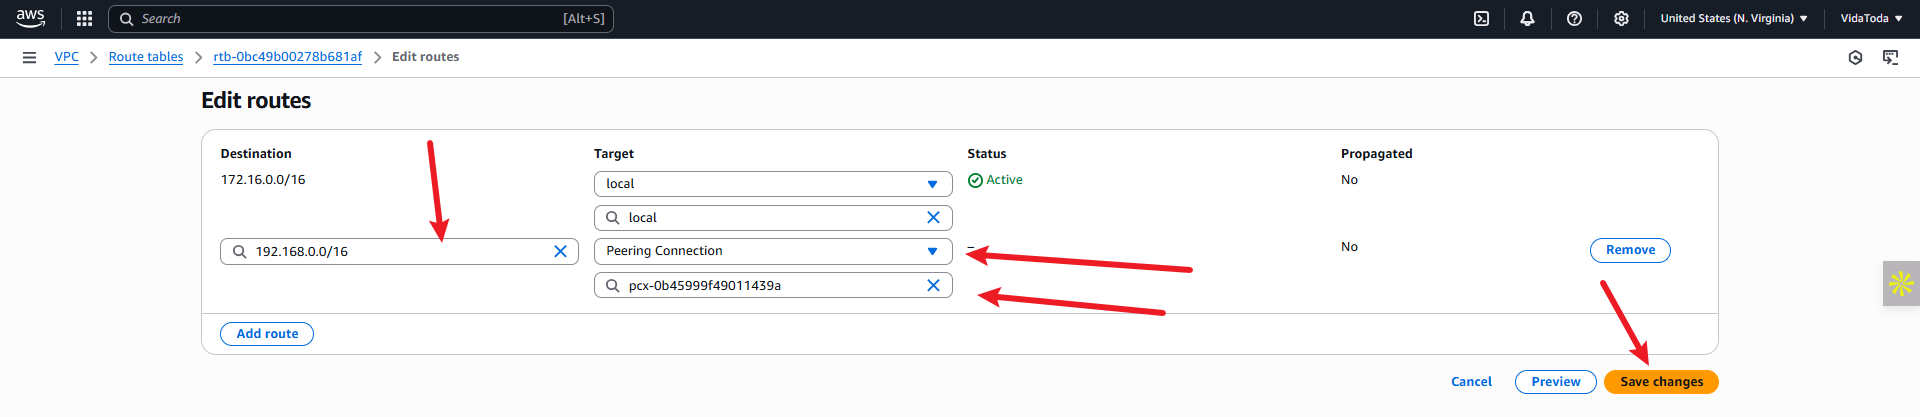 aws Search [Alt+S] United States (N. Virginia) VidaToda
VPC Route tables rtb-0bc49b00278b681af Edit routes
Edit routes
Destination Target Status Propagated
172.16.0.0/16 local Active No
local
192.168.0.0/16 Peering Connection – No Remove
pcx-0b45999f49011439a
Add route
Cancel Preview Save changes